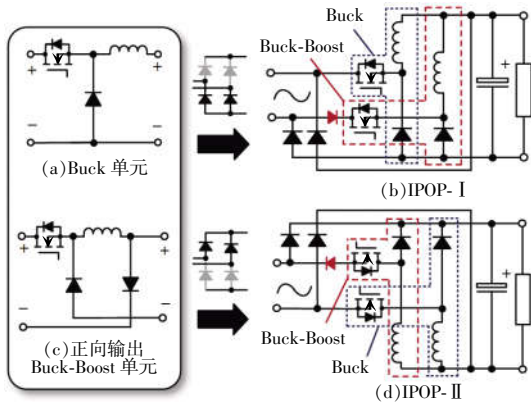 +
+
−
−
(a)Buck 单元
+
+
−
−
(c)正向输出
Buck-Boost 单元
Buck
Buck-Boost
+
(b)IPOP-Ⅰ
+
Buck-Boost
Buck
(d)IPOP-Ⅱ